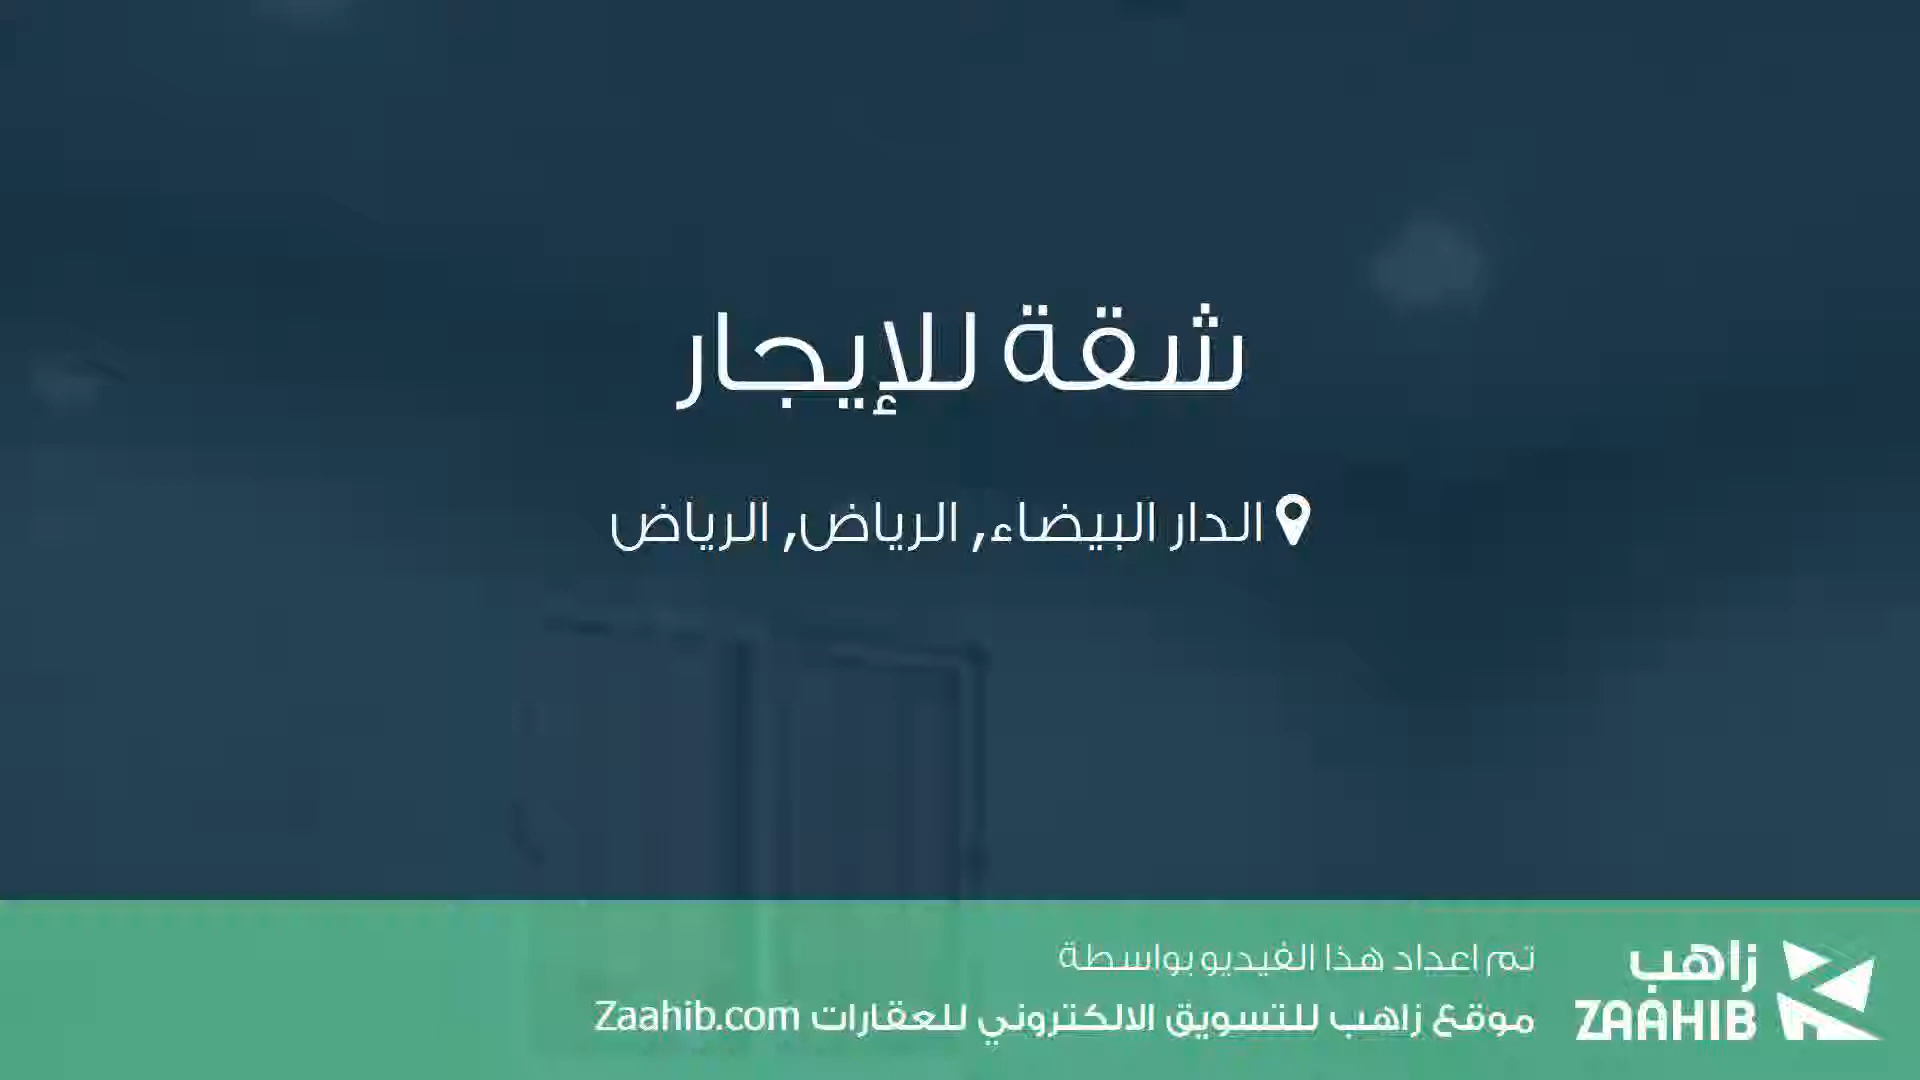 شقة للإيجار
الدار البيضاء, الرياض, الرياض
تم اعداد هذا الفيديو بواسطة
موقع زاهب للتسويق الالكتروني للعقارات Zaahib.com
زاهب
ZAAHIB